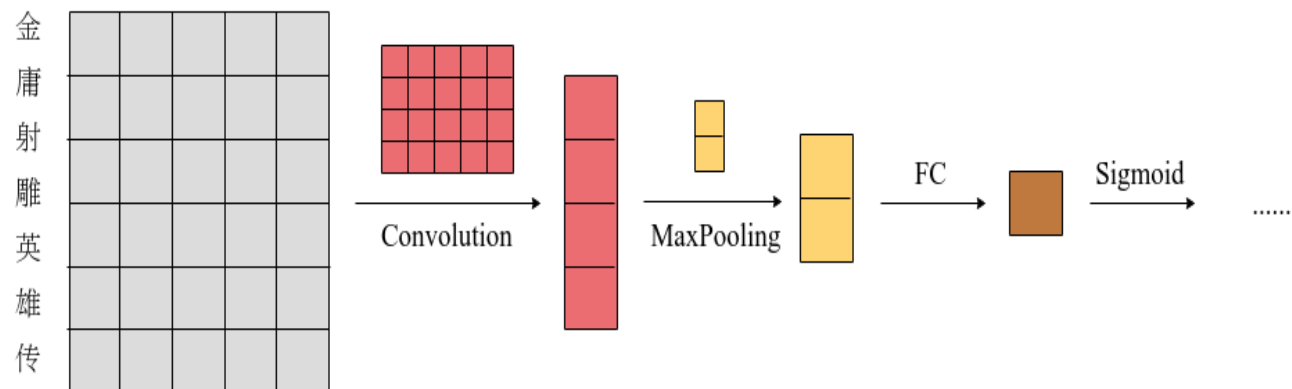 金
庸
射
雕
英
雄
传
Convolution
MaxPooling
FC
Sigmoid
......